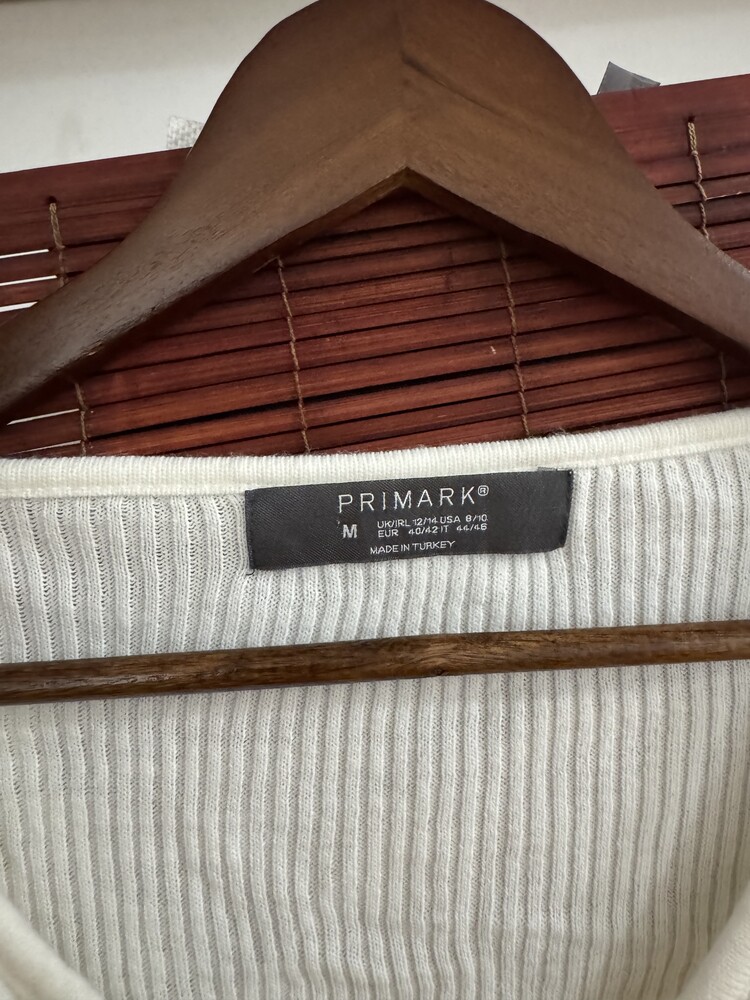 PRIMARK®
M UK/IRL 12/14 USA 8/10
EUR 40/42 IT 44/46
MADE IN TURKEY